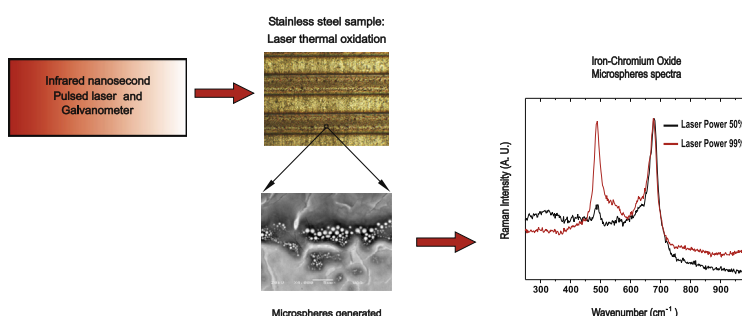 Stainless steel sample:
Laser thermal oxidation
Infrared nanosecond
Pulsed laser and
Galvanometer
Iron-Chromium Oxide
Microspheres spectra
Laser Power 50%
Laser Power 99%
Raman Intensity (A. U.)
300 400 500 600 700 800 900
Wavenumber (cm⁻¹)
Microspheres generated